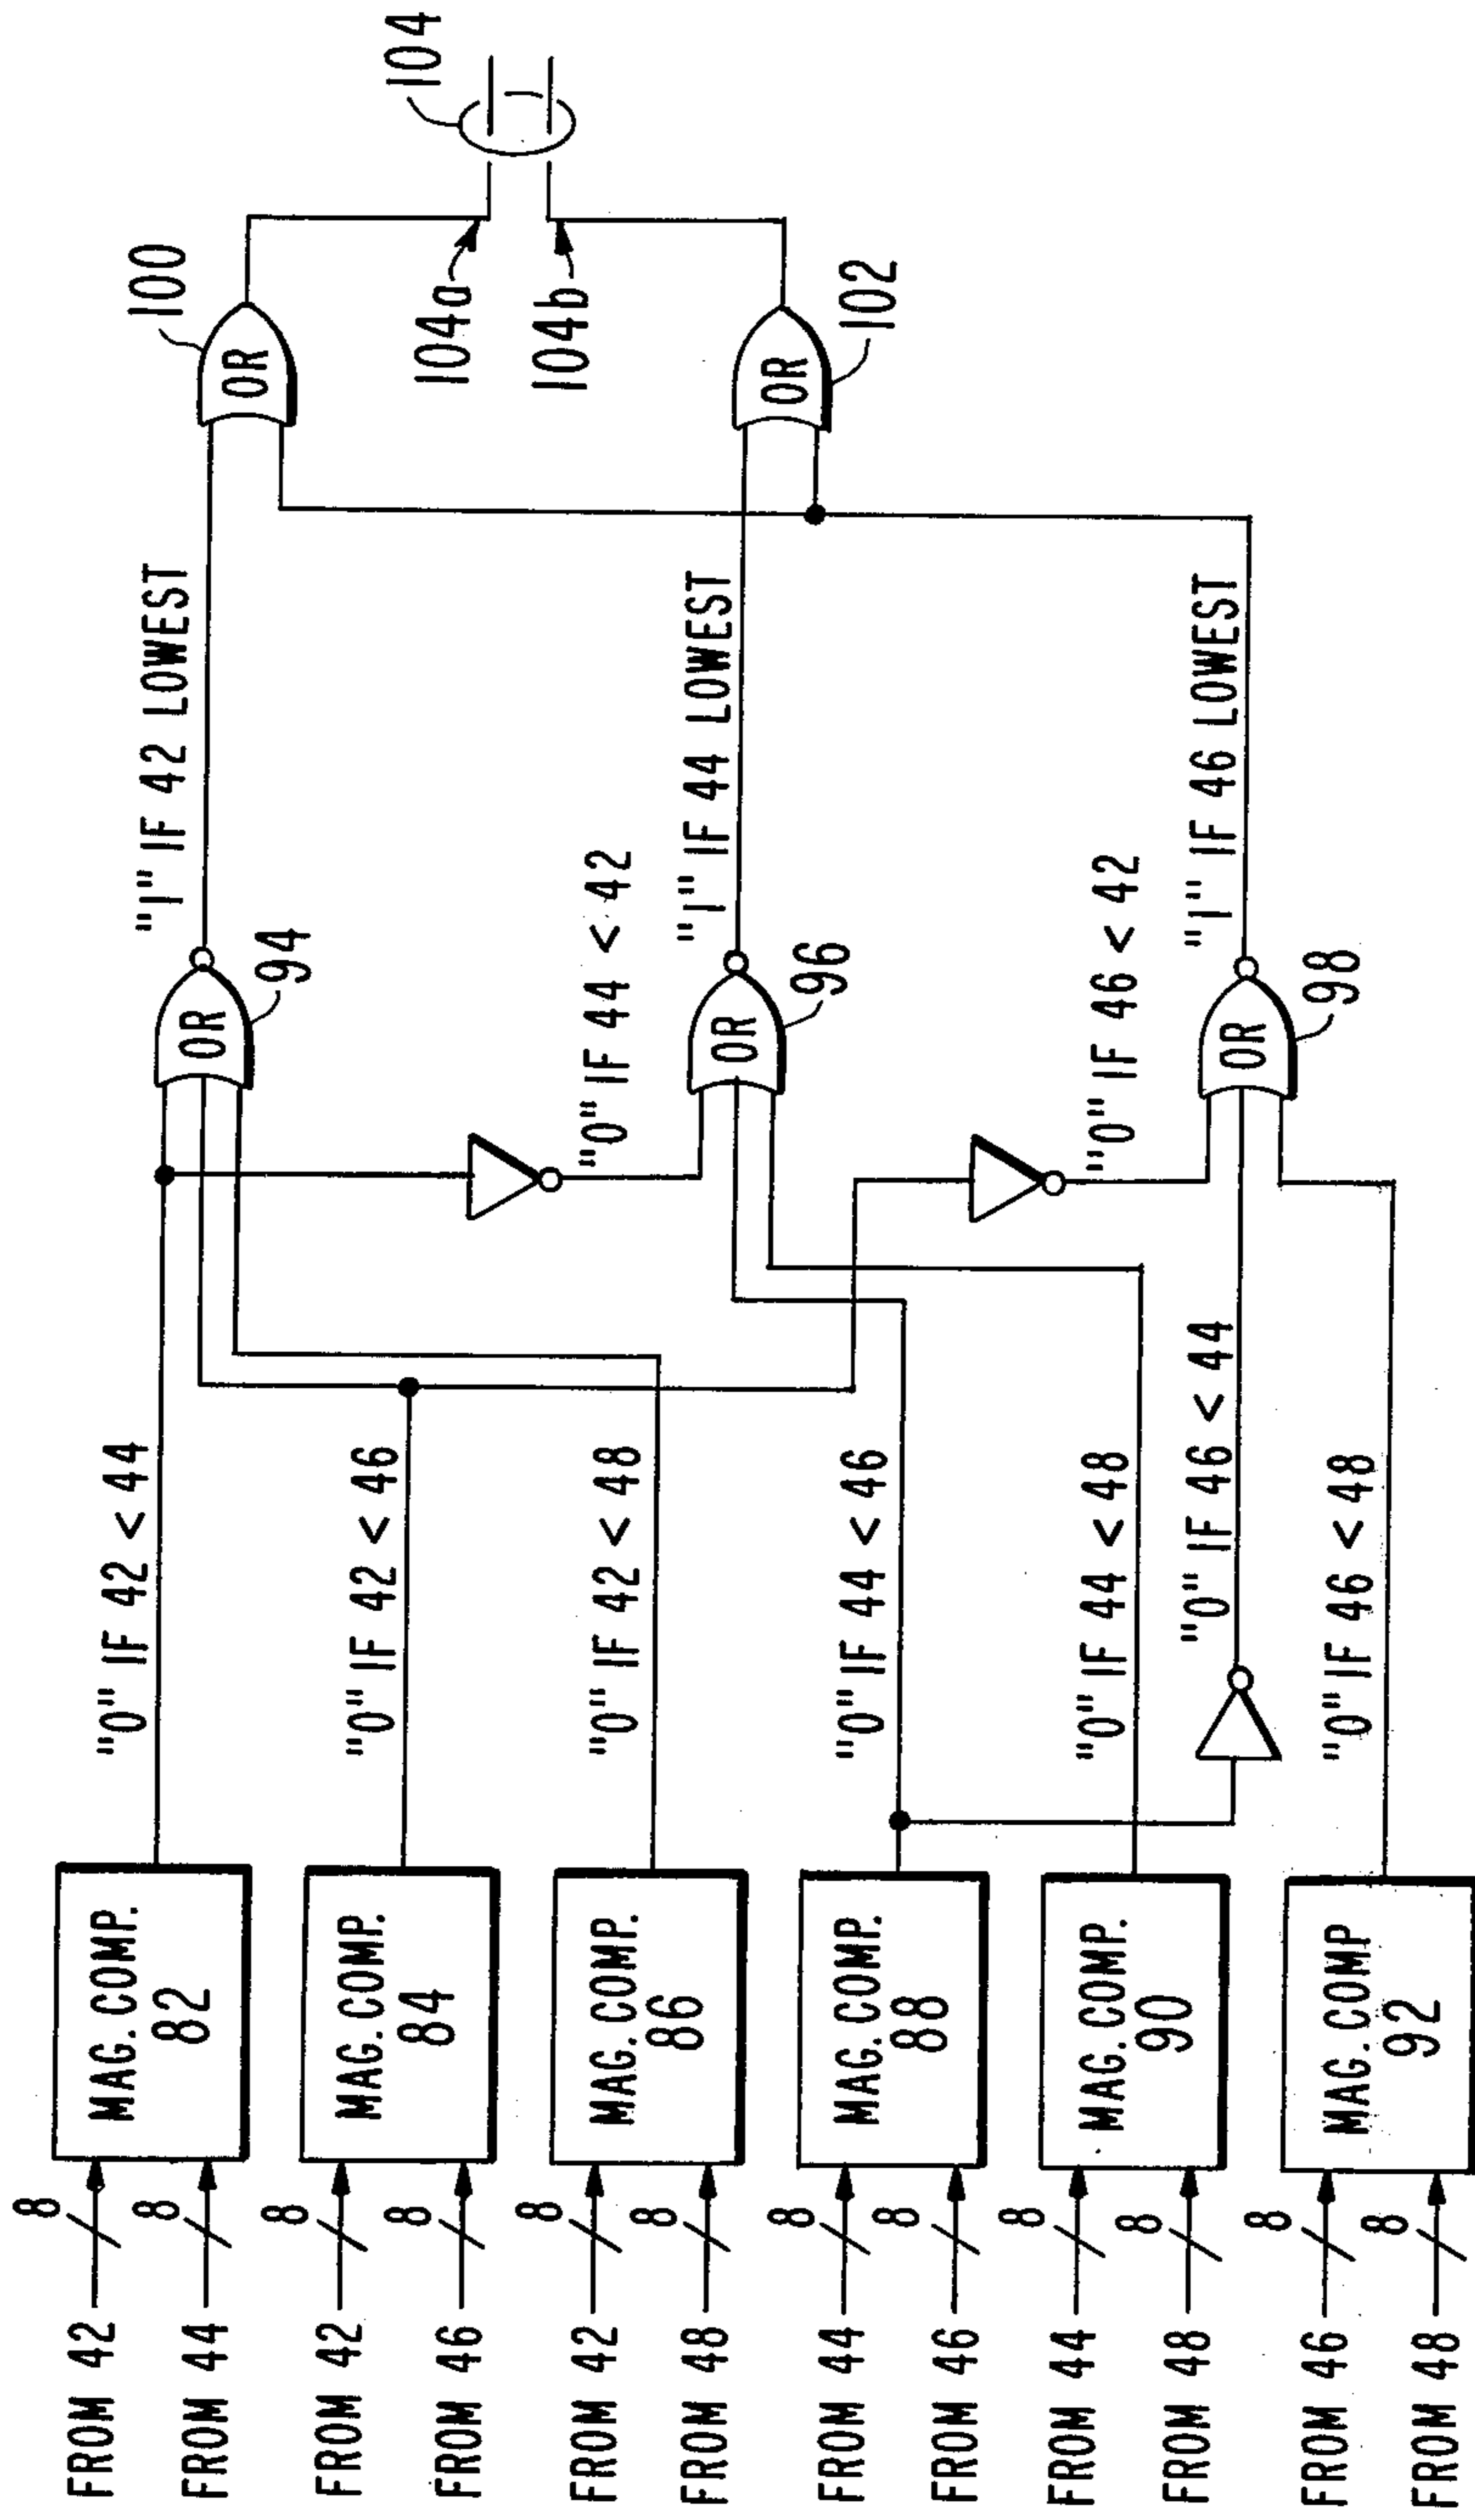 FROM 42
8
FROM 44
8
MAG. COMP.
82
"0" IF 42 < 44
FROM 42
8
FROM 46
8
MAG. COMP.
84
"0" IF 42 < 46
FROM 42
8
FROM 48
8
MAG. COMP.
86
"0" IF 42 < 48
FROM 44
8
FROM 46
8
MAG. COMP.
88
"0" IF 44 < 46
FROM 44
8
FROM 48
8
MAG. COMP.
90
"0" IF 44 < 48
"0" IF 46 < 44
FROM 46
8
FROM 48
8
MAG. COMP
92
"0" IF 46 < 48
OR
94
"1" IF 42 LOWEST
"0" IF 44 < 42
OR
96
"1" IF 44 LOWEST
"0" IF 46 < 42
OR
98
"1" IF 46 LOWEST
OR
100
104a
104b
OR
102
104